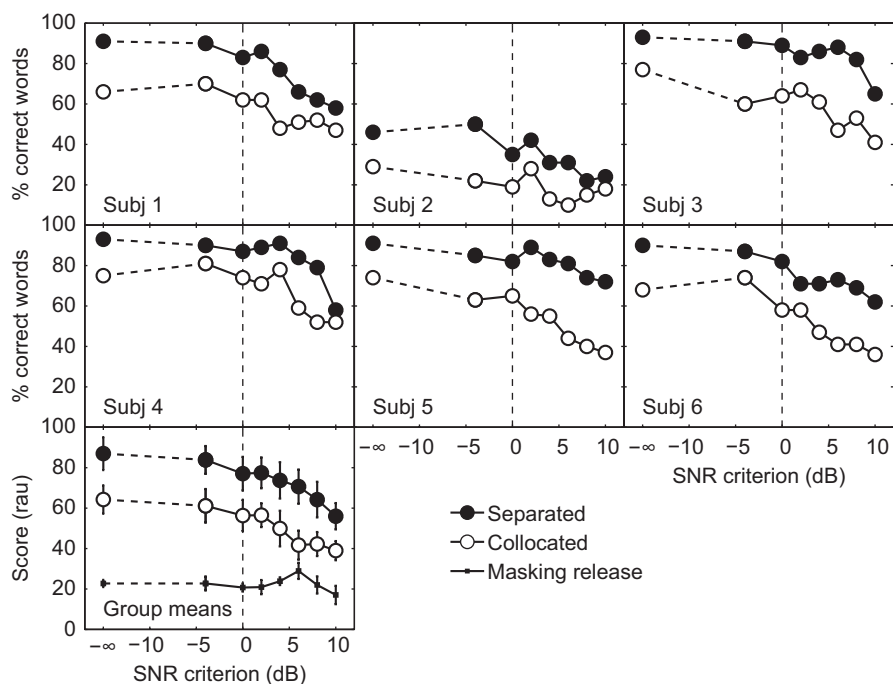 100
80
60
40
20
% correct words
Subj 1
Subj 2
Subj 3
100
80
60
40
20
% correct words
Subj 4
Subj 5
Subj 6
100
80
60
40
20
0
Score (rau)
Group means
−∞ −10 −5 0 5 10
SNR criterion (dB)
−∞ −10 −5 0 5 10
SNR criterion (dB)
−∞ −10 −5 0 5 10
SNR criterion (dB)
Separated
Collocated
Masking release